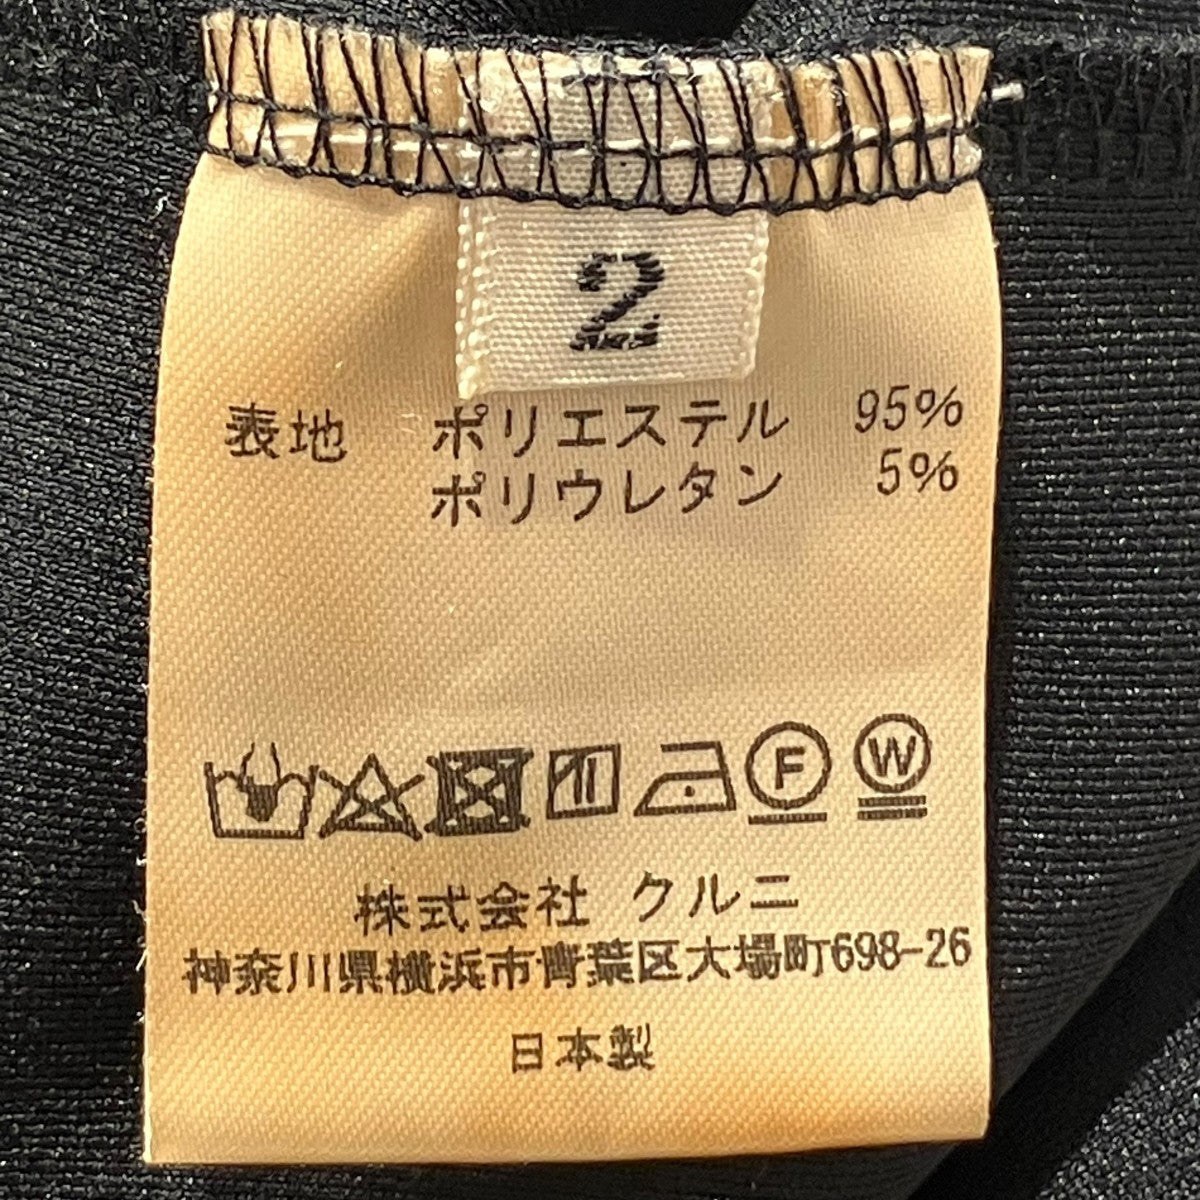 2
表地 ポリエステル 95%
ポリウレタン 5%
F W
株式会社 クルニ
神奈川県横浜市青葉区大場町698-26
日本製